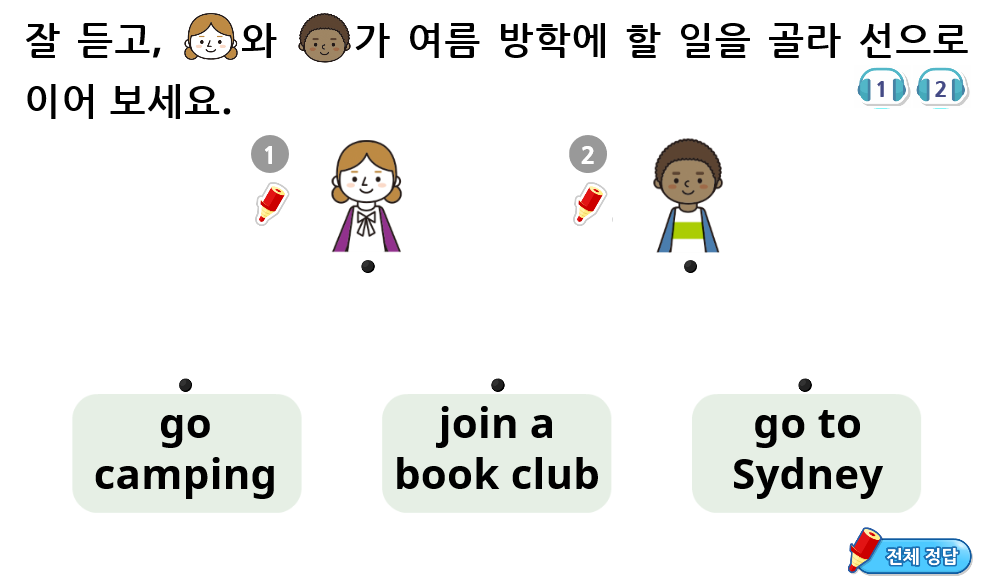 잘 듣고, 와 가 여름 방학에 할 일을 골라 선으로
이어 보세요.
1 2
1 2
go camping
join a book club
go to Sydney
전체 정답